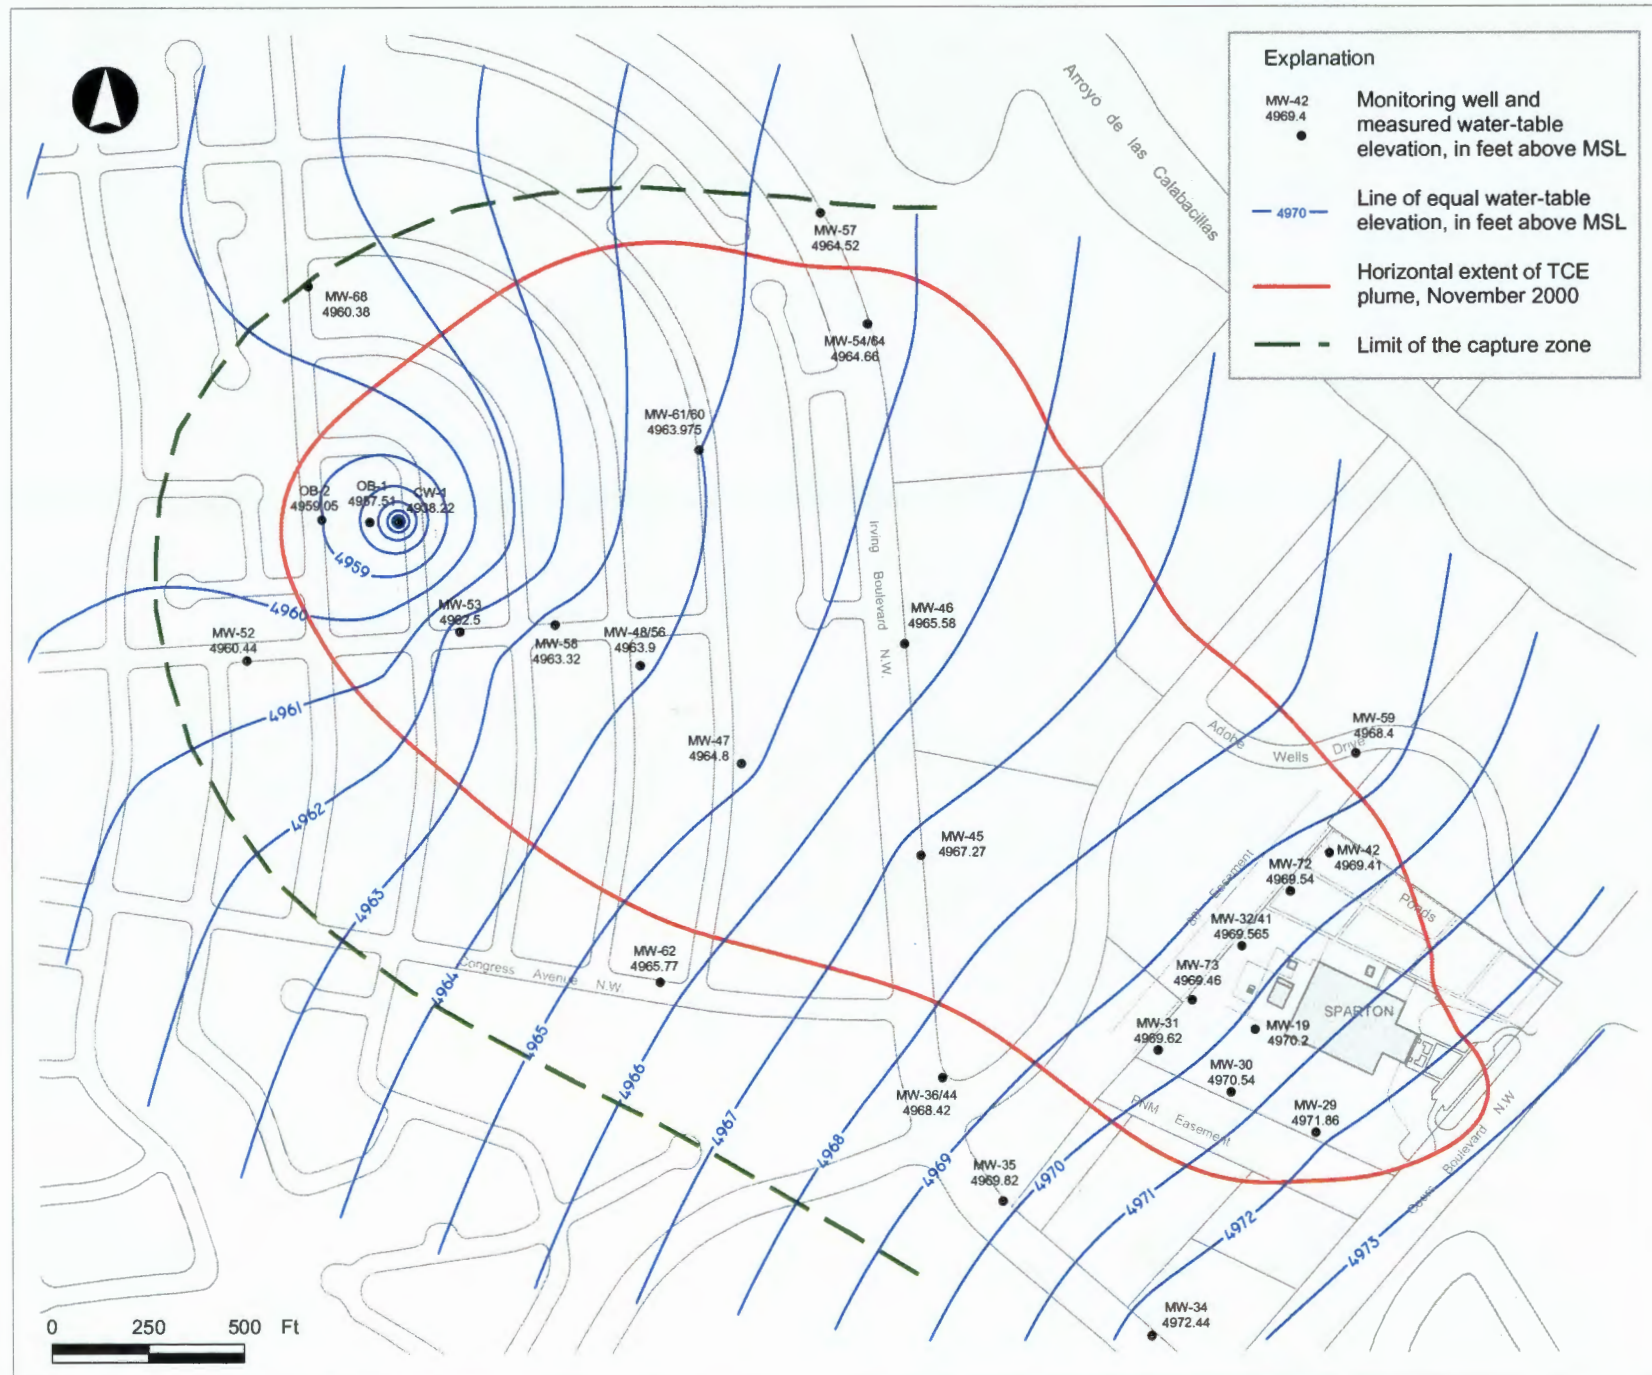 Explanation
MW-42
4969.4
Monitoring well and
measured water-table
elevation, in feet above MSL
4970
Line of equal water-table
elevation, in feet above MSL
Horizontal extent of TCE
plume, November 2000
Limit of the capture zone
Arroyo de las Calabacillas
MW-57
4964.52
MW-68
4960.38
MW-54/64
4964.66
MW-61/60
4963.975
OB-2
4959.05
OB-1
4957.51
CW-1
4938.22
4959
4960
Irving Boulevard N.W.
MW-53
4962.5
MW-52
4960.44
MW-58
4963.32
MW-48/56
4963.9
MW-46
4965.58
4961
MW-47
4964.8
MW-59
4968.4
Adobe Wells Drive
4962
MW-45
4967.27
MW-42
4969.41
MW-72
4969.54
Easement
Ponds
4963
MW-32/41
4969.565
MW-62
4965.77
Congress Avenue N.W.
MW-73
4969.46
4964
SPARTON
MW-31
4969.62
MW-19
4970.2
4965
MW-30
4970.54
4966
MW-36/44
4968.42
PNM Easement
MW-29
4971.86
4967
4968
Boulevard N.W
4969
MW-35
4969.82
4970
4971
4972
4973
MW-34
4972.44
0 250 500 Ft